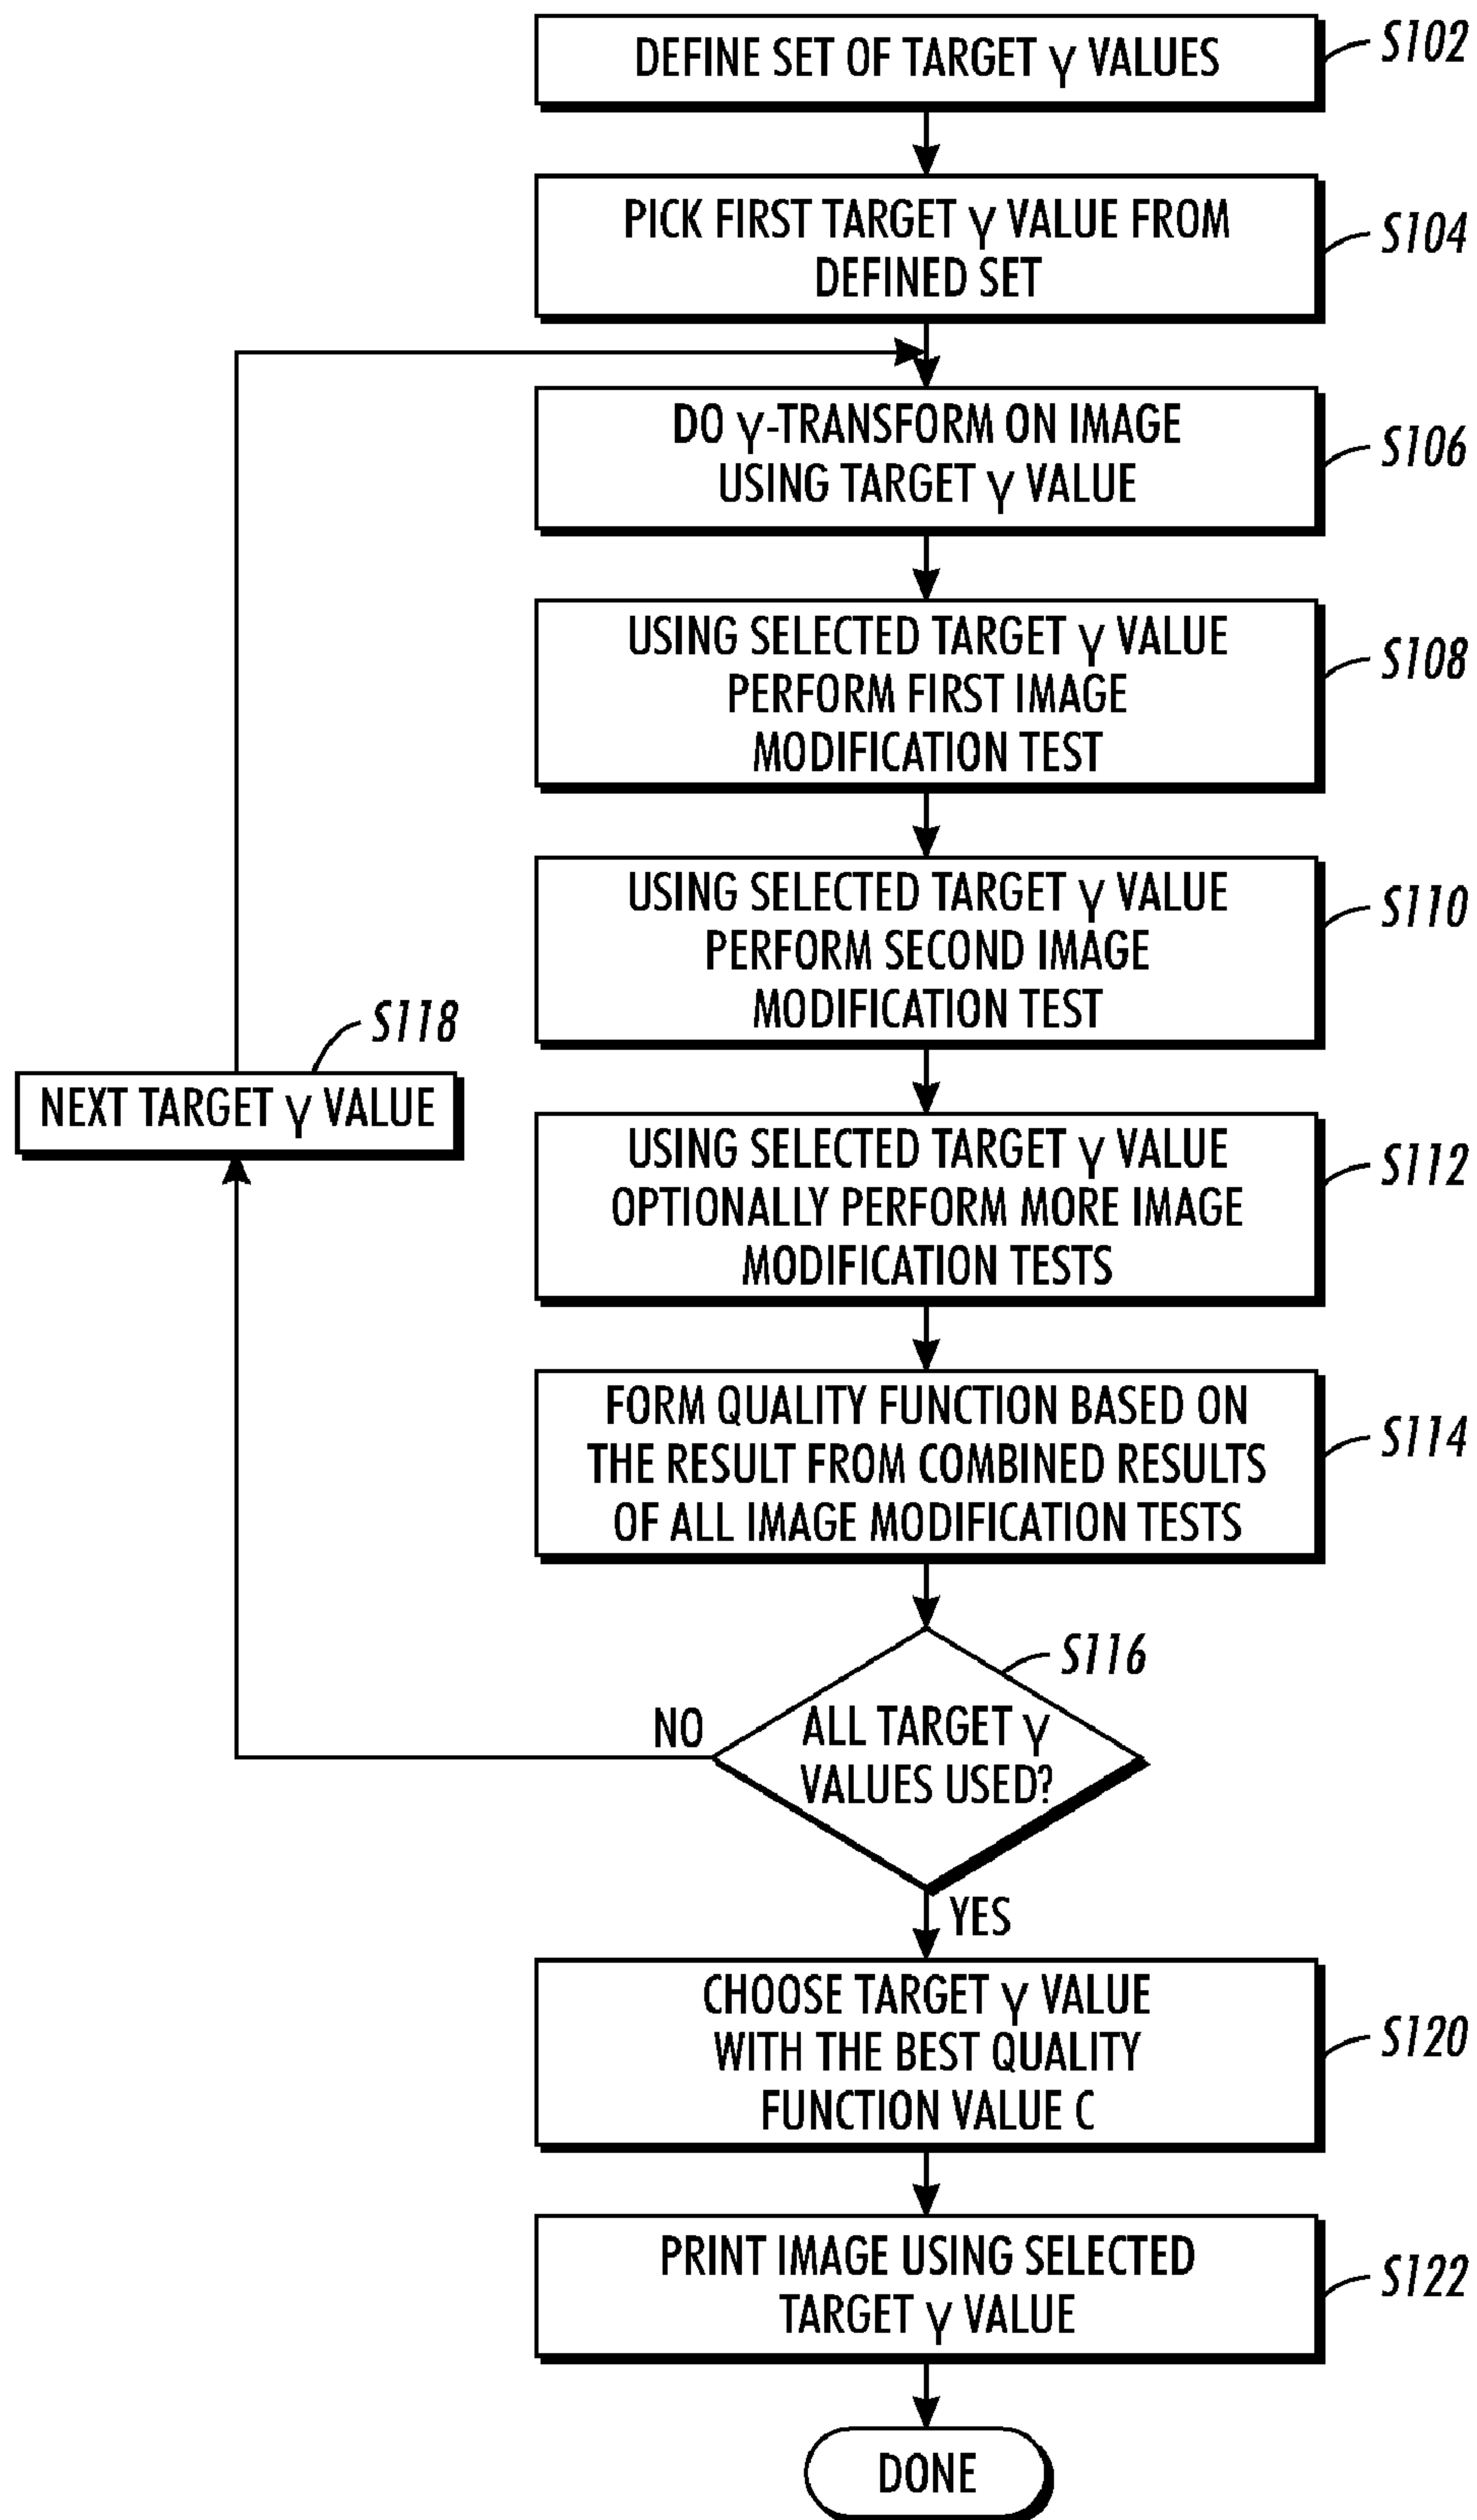 DEFINE SET OF TARGET γ VALUES
S102
PICK FIRST TARGET γ VALUE FROM
DEFINED SET
S104
DO γ-TRANSFORM ON IMAGE
USING TARGET γ VALUE
S106
USING SELECTED TARGET γ VALUE
PERFORM FIRST IMAGE
MODIFICATION TEST
S108
USING SELECTED TARGET γ VALUE
PERFORM SECOND IMAGE
MODIFICATION TEST
S110
S118
NEXT TARGET γ VALUE
USING SELECTED TARGET γ VALUE
OPTIONALLY PERFORM MORE IMAGE
MODIFICATION TESTS
S112
FORM QUALITY FUNCTION BASED ON
THE RESULT FROM COMBINED RESULTS
OF ALL IMAGE MODIFICATION TESTS
S114
S116
NO
ALL TARGET γ
VALUES USED?
YES
CHOOSE TARGET γ VALUE
WITH THE BEST QUALITY
FUNCTION VALUE C
S120
PRINT IMAGE USING SELECTED
TARGET γ VALUE
S122
DONE